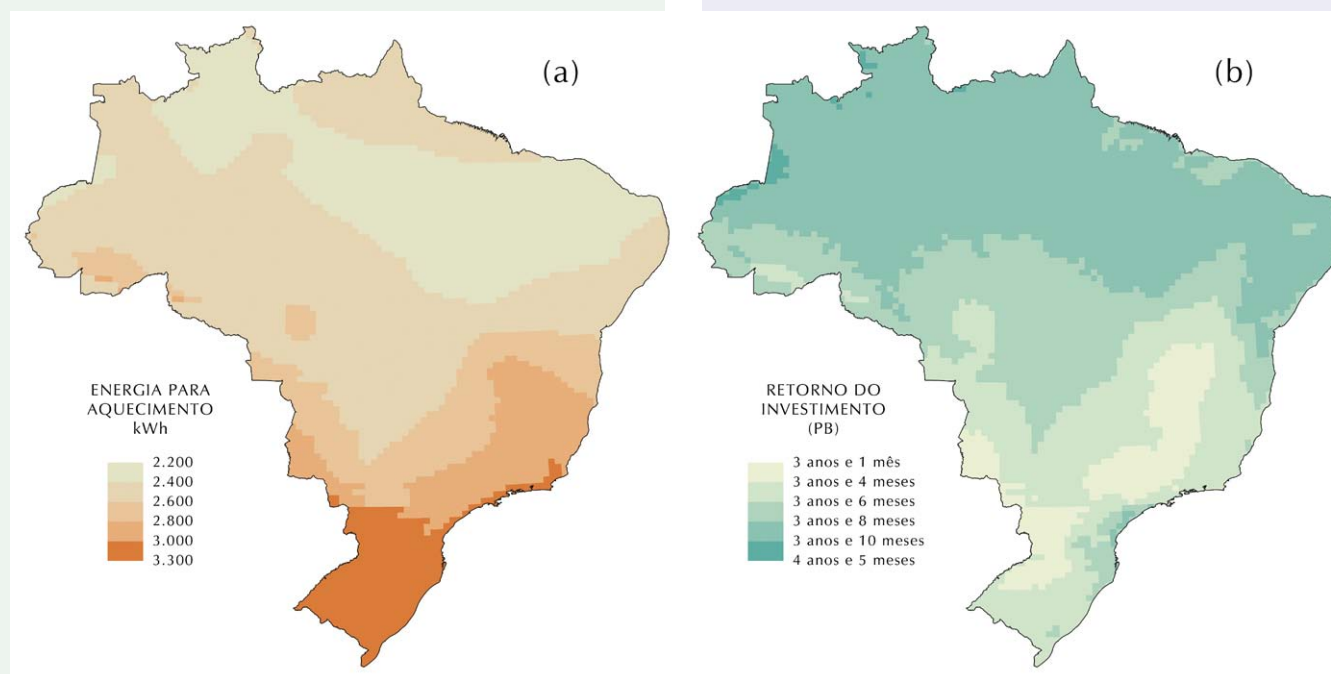 (a)
ENERGIA PARA
AQUECIMENTO
kWh
2.200
2.400
2.600
2.800
3.000
3.300
(b)
RETORNO DO
INVESTIMENTO
(PB)
3 anos e 1 mês
3 anos e 4 meses
3 anos e 6 meses
3 anos e 8 meses
3 anos e 10 meses
4 anos e 5 meses